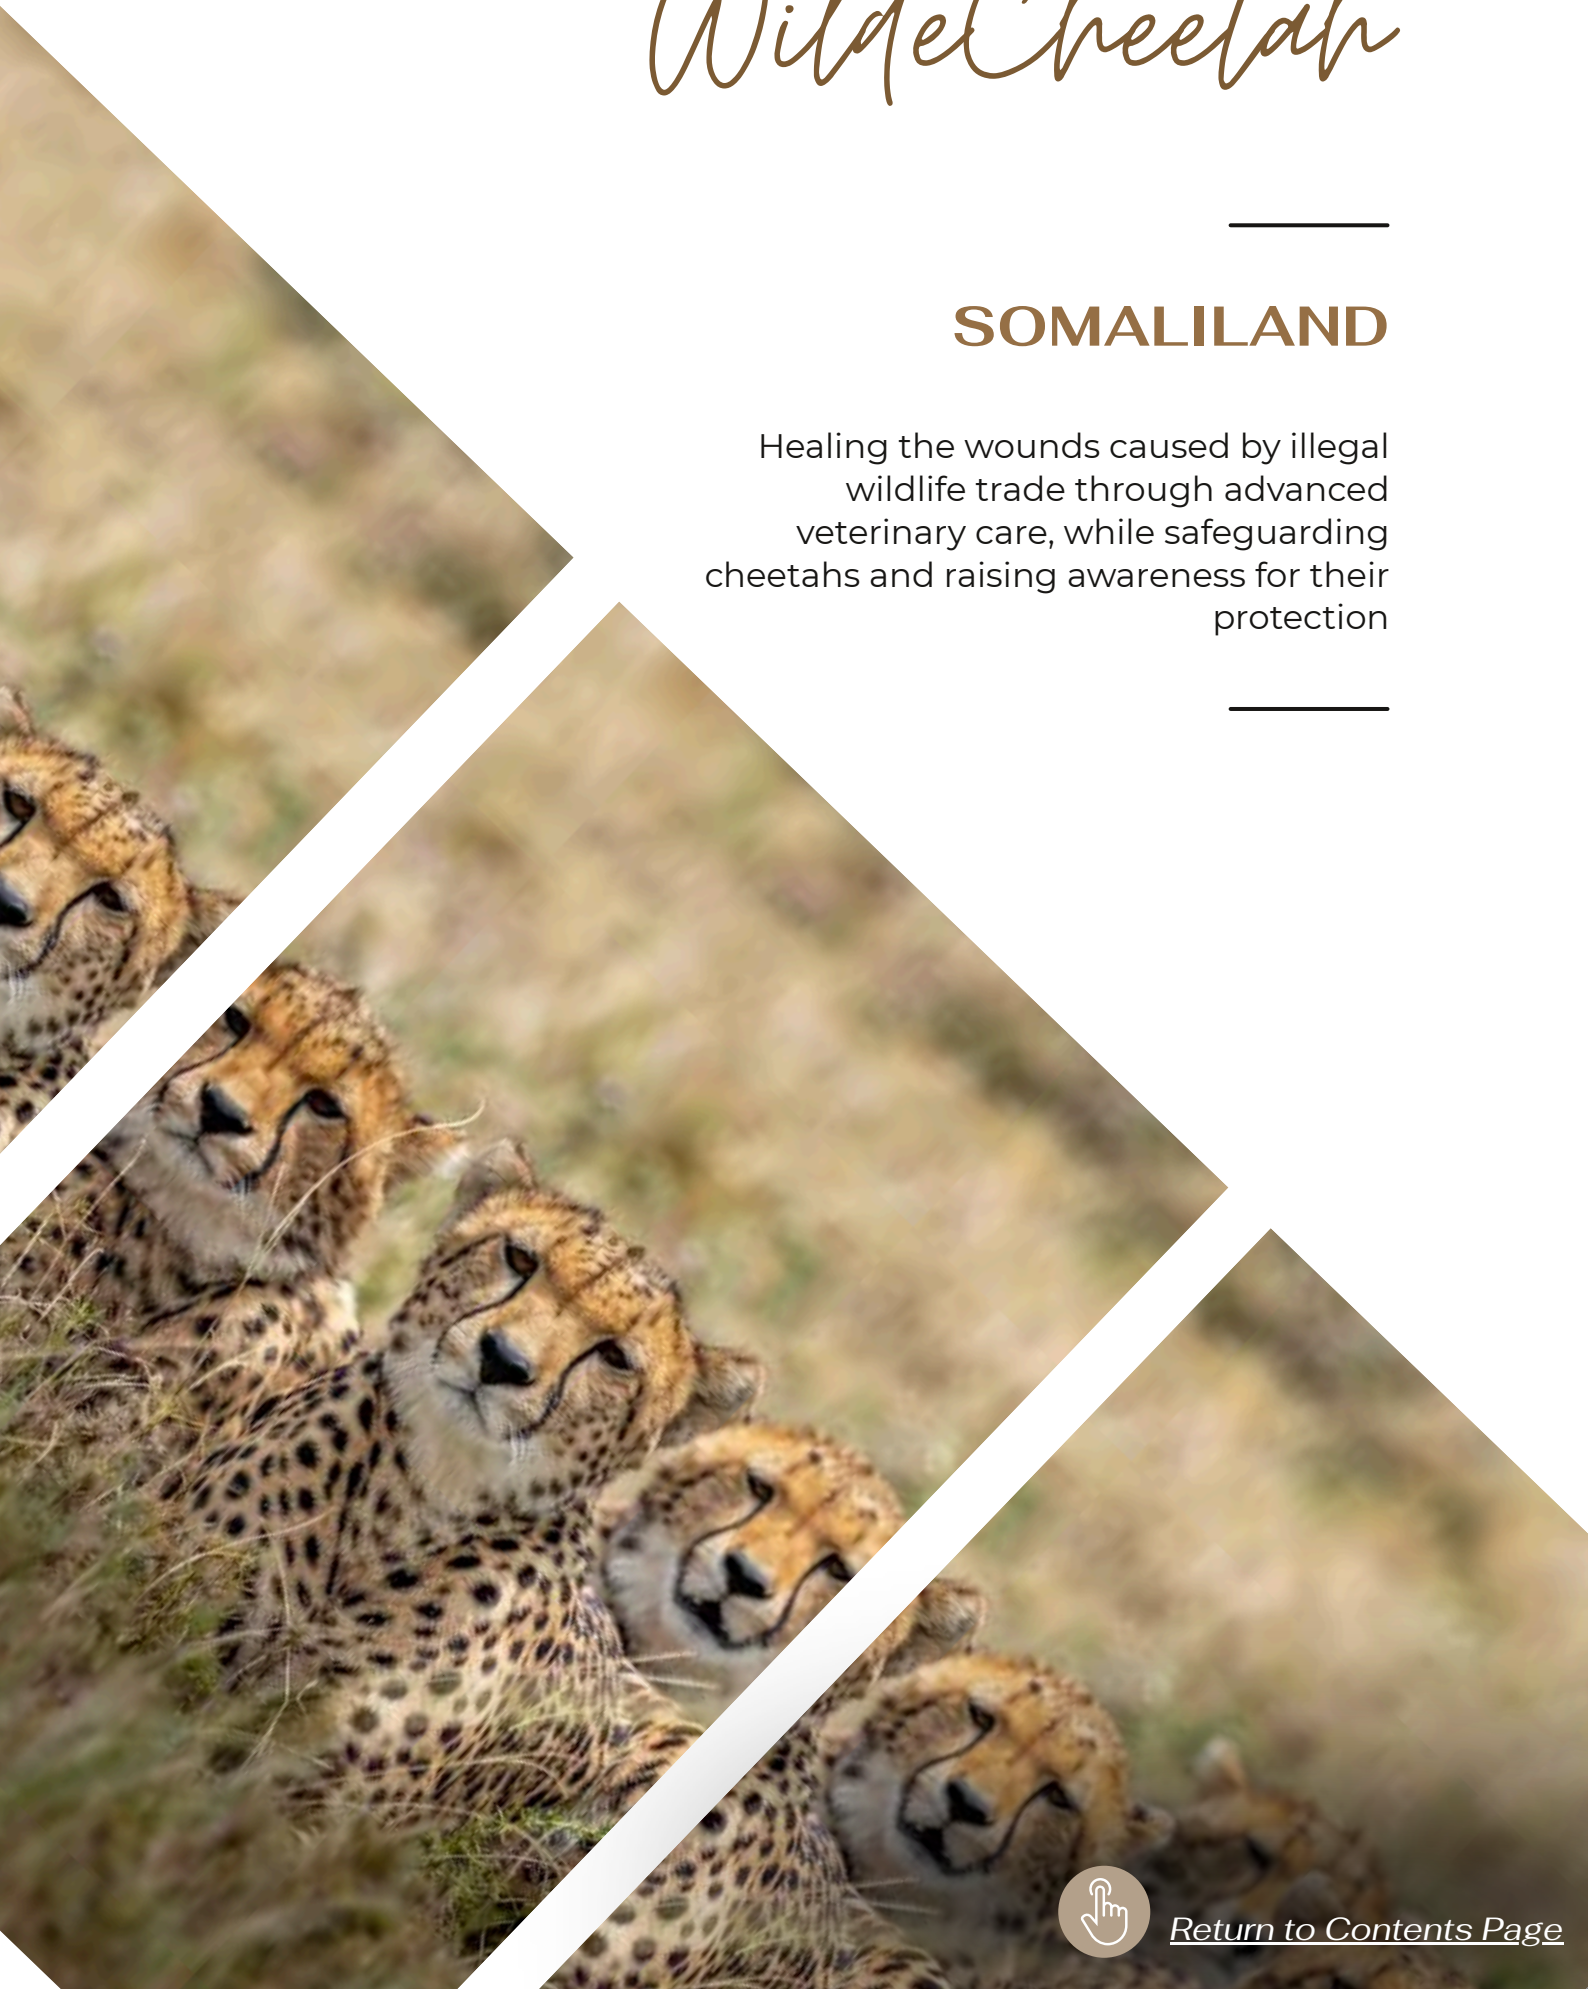 WildeCheetah
SOMALILAND
Healing the wounds caused by illegal
wildlife trade through advanced
veterinary care, while safeguarding
cheetahs and raising awareness for their
protection
Return to Contents Page